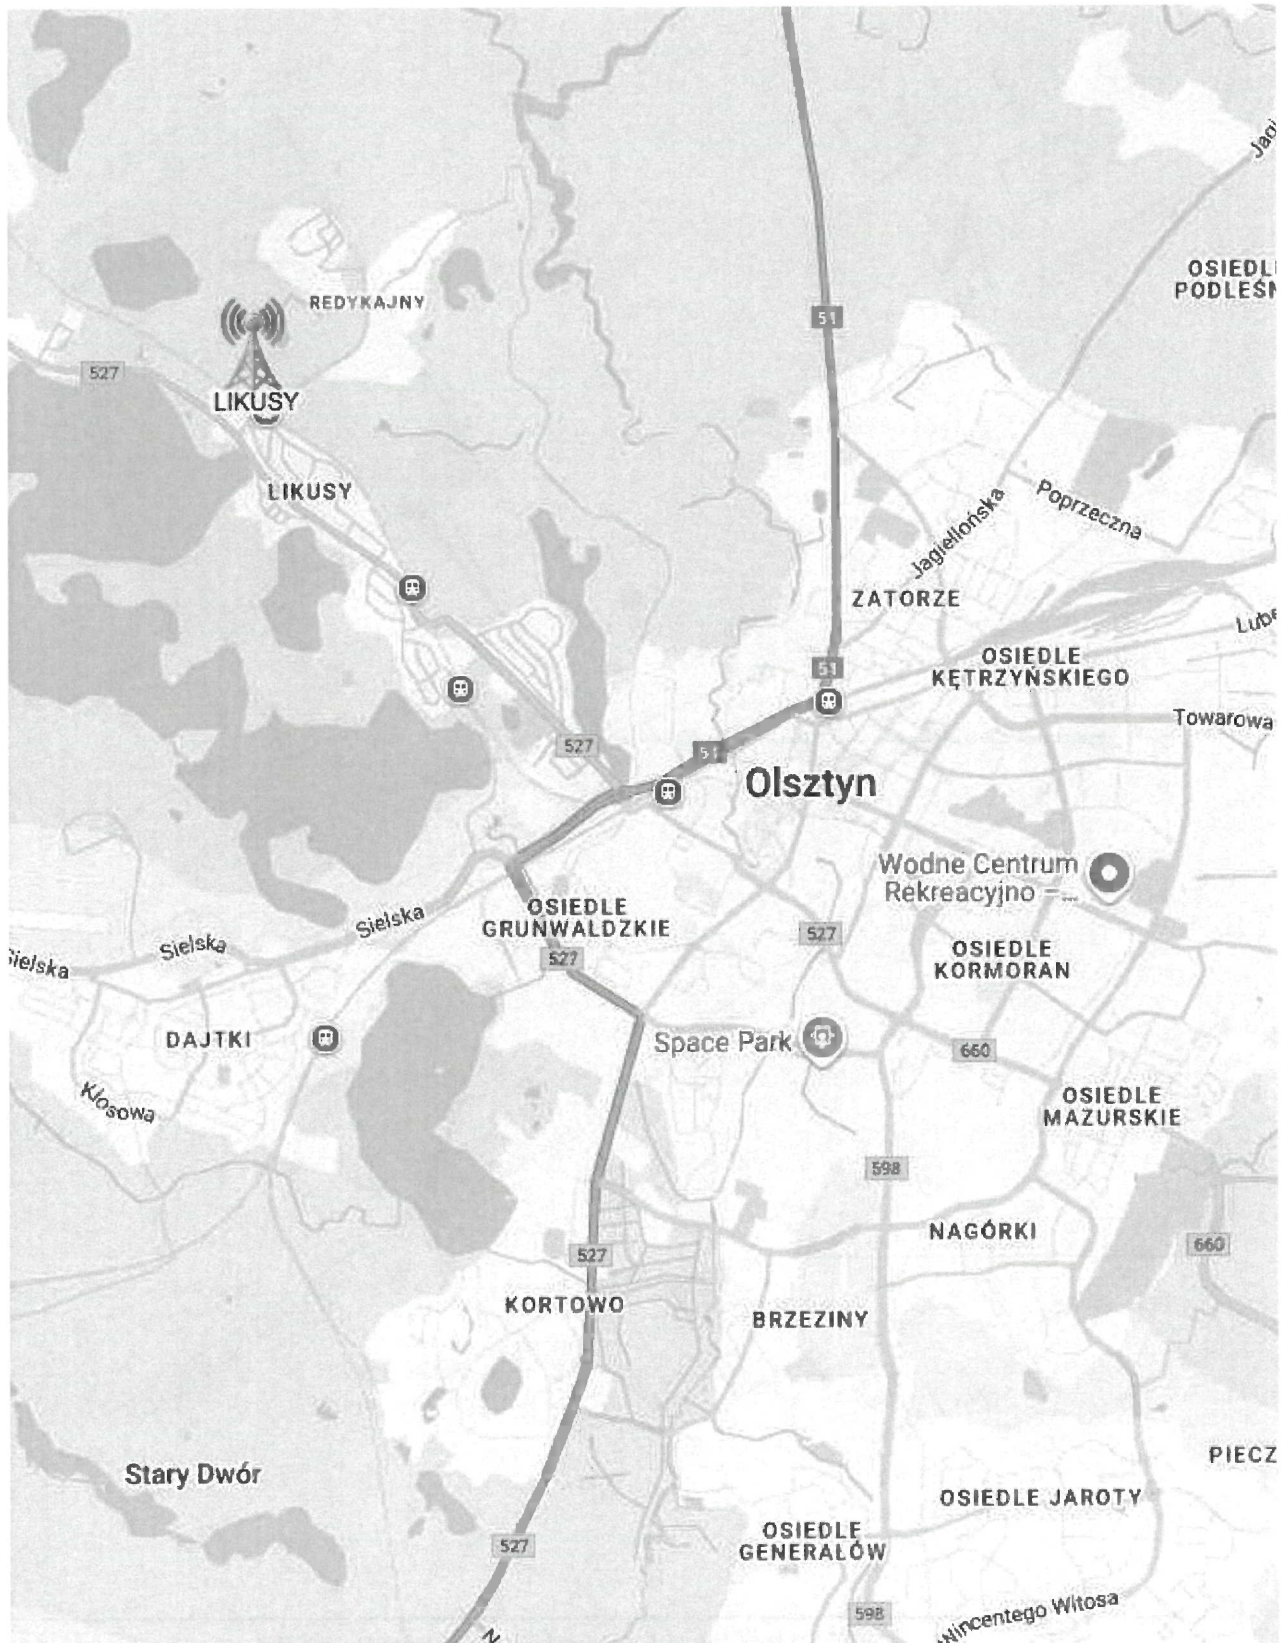 OSIEDL
PODLEŚN
REDYKAJNY
51
527
LIKUSY
LIKUSY
Poprzeczna
Jagiellońska
ZATORZE
Lube
OSIEDLE
KĘTRZYŃSKIEGO
51
Towarowa
527
51
Olsztyn
Wodne Centrum
Rekreacyjno –...
OSIEDLE
GRUNWALDZKIE
Sielska
Sielska
Sielska
527
527
OSIEDLE
KORMORAN
DAJTKI
Space Park
660
Kłosowa
OSIEDLE
MAZURSKIE
598
NAGÓRKI
660
527
KORTOWO
BRZEZINY
Stary Dwór
PIECZ
OSIEDLE JAROTY
OSIEDLE
GENERAŁÓW
527
598
Wincentego Witosa